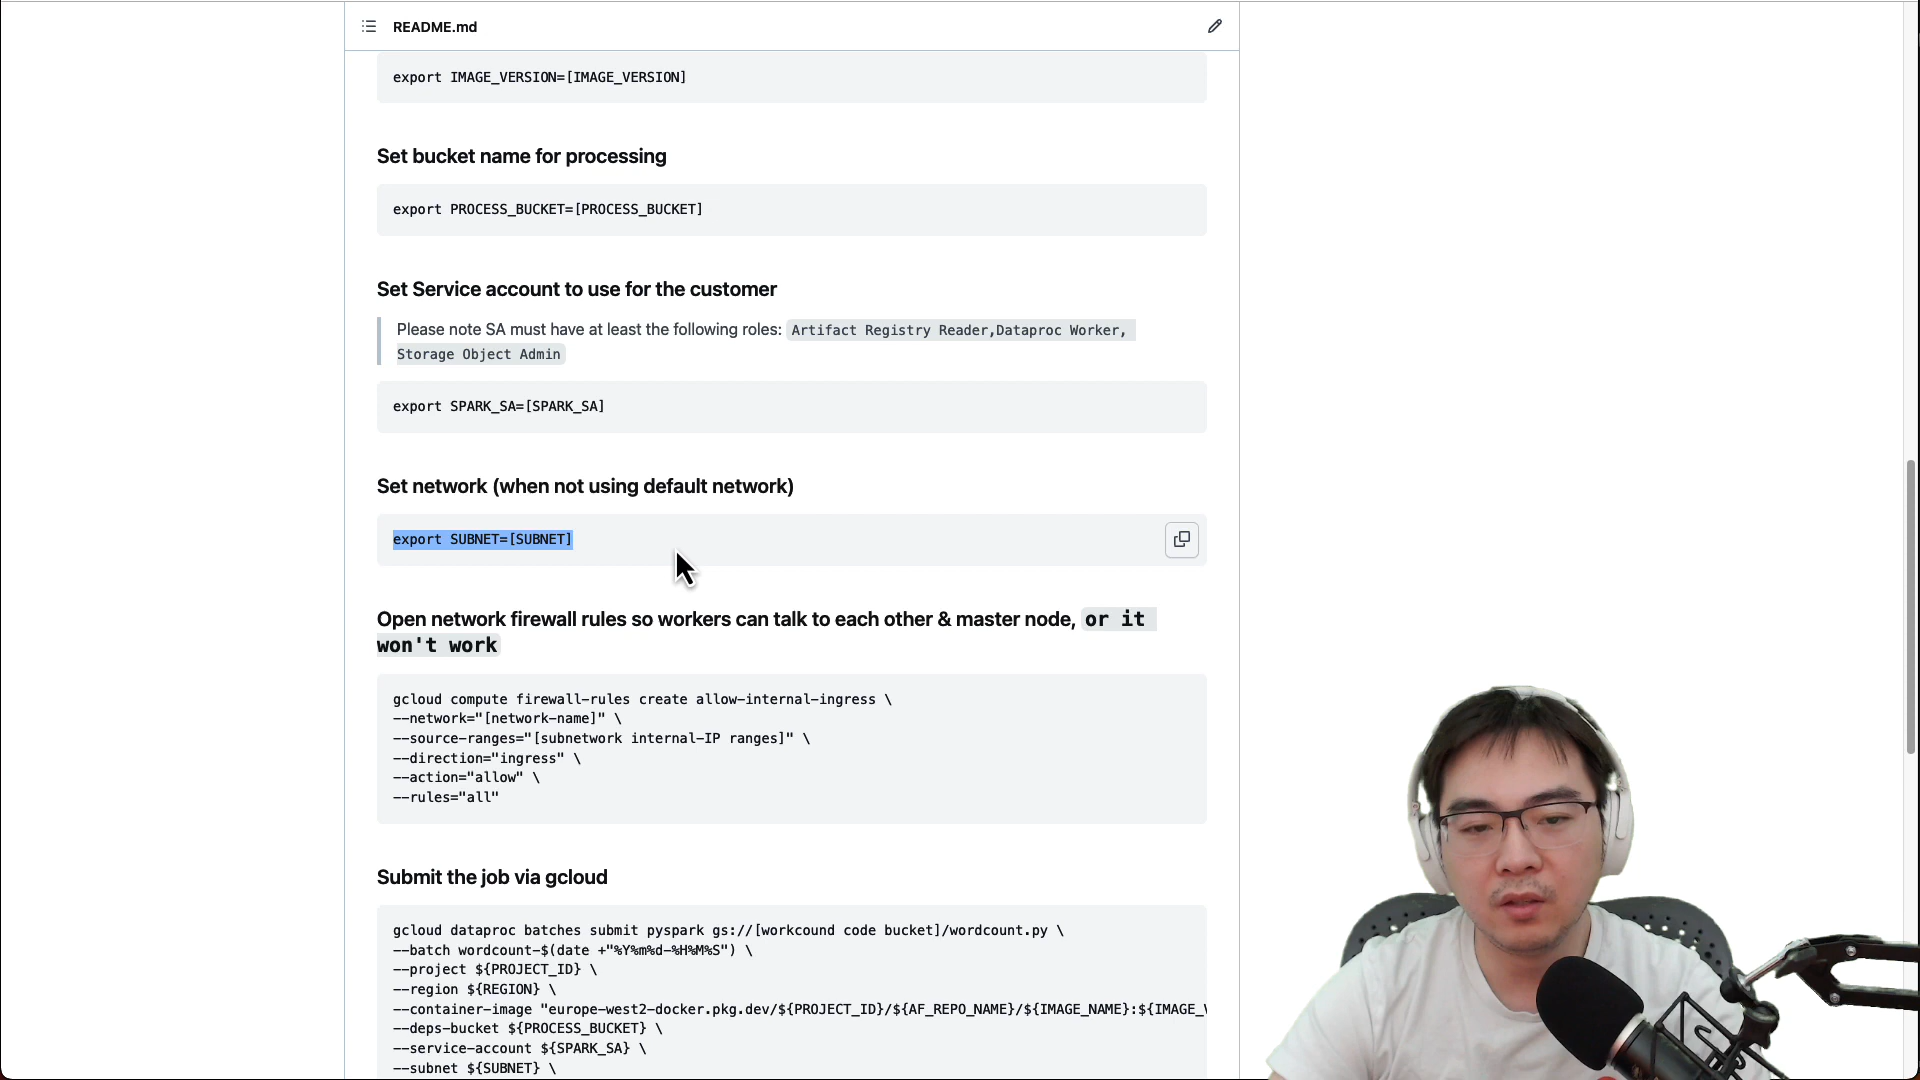 README.md
export IMAGE_VERSION=[IMAGE_VERSION]
Set bucket name for processing
export PROCESS_BUCKET=[PROCESS_BUCKET]
Set Service account to use for the customer
Please note SA must have at least the following roles: Artifact Registry Reader,Dataproc Worker,
Storage Object Admin
export SPARK_SA=[SPARK_SA]
Set network (when not using default network)
export SUBNET=[SUBNET]
Open network firewall rules so workers can talk to each other & master node, or it
won't work
gcloud compute firewall-rules create allow-internal-ingress \
--network="[network-name]" \
--source-ranges="[subnetwork internal-IP ranges]" \
--direction="ingress" \
--action="allow" \
--rules="all"
Submit the job via gcloud
gcloud dataproc batches submit pyspark gs://[workcound code bucket]/wordcount.py \
--batch wordcount-$(date +"%Y%m%d-%H%M%S") \
--project ${PROJECT_ID} \
--region ${REGION} \
--container-image "europe-west2-docker.pkg.dev/${PROJECT_ID}/${AF_REPO_NAME}/${IMAGE_NAME}:${IMAGE_V
--deps-bucket ${PROCESS_BUCKET} \
--service-account ${SPARK_SA} \
--subnet ${SUBNET} \